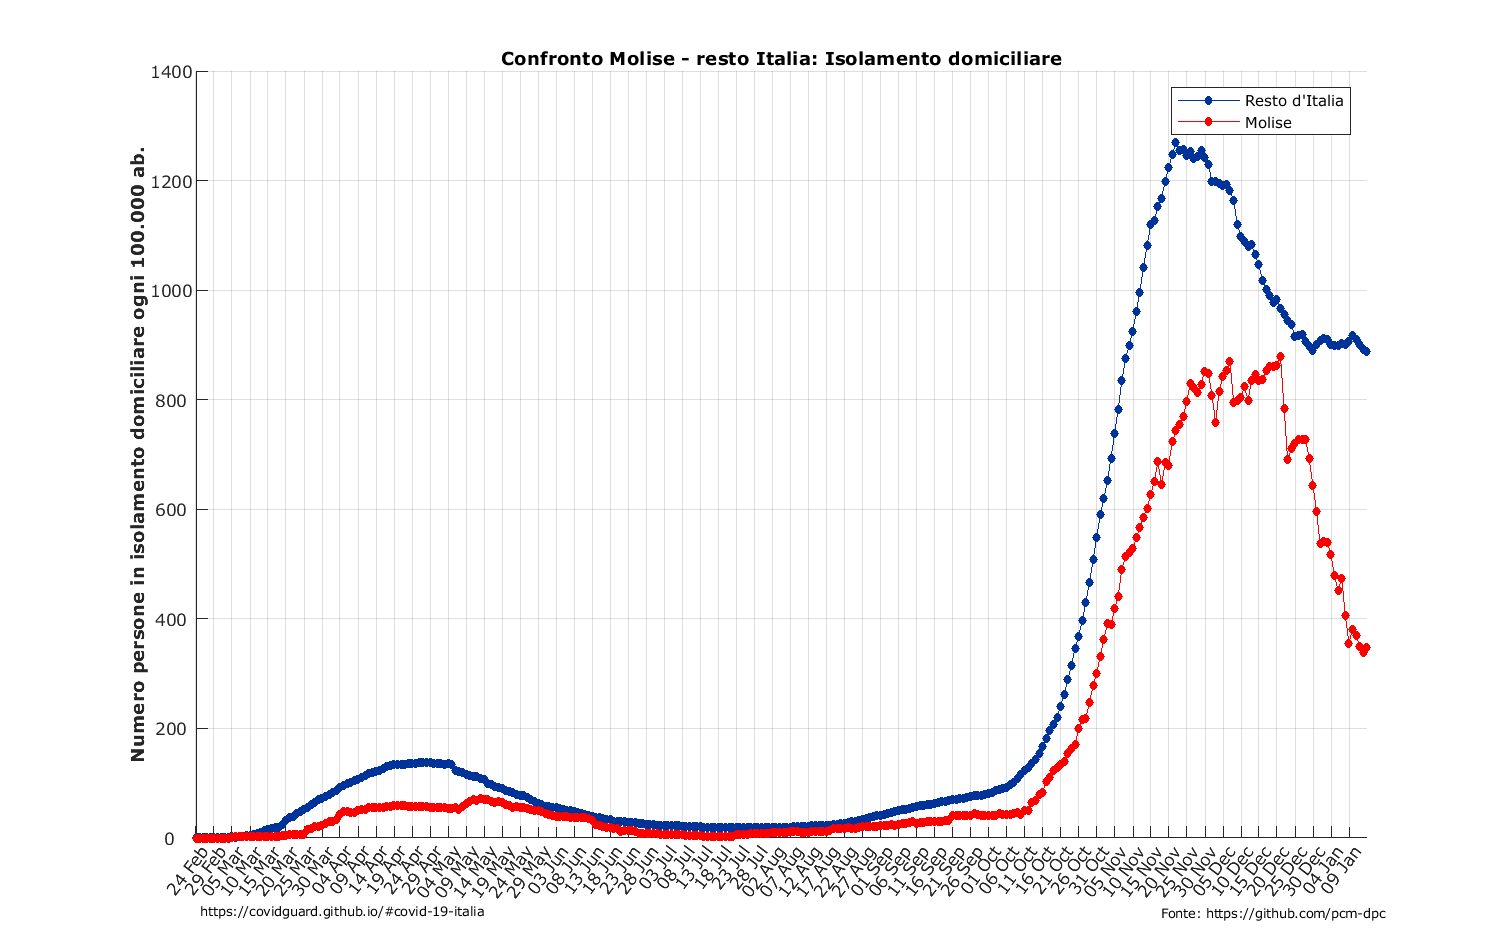 Confronto Molise - resto Italia: Isolamento domiciliare
Numero persone in isolamento domiciliare ogni 100.000 ab.
1400
1200
1000
800
600
400
200
0
Resto d'Italia
Molise
24 Feb
29 Feb
05 Mar
10 Mar
15 Mar
20 Mar
25 Mar
30 Mar
04 Apr
09 Apr
14 Apr
19 Apr
24 Apr
29 Apr
04 May
09 May
14 May
19 May
24 May
29 May
03 Jun
08 Jun
13 Jun
18 Jun
23 Jun
28 Jun
03 Jul
08 Jul
13 Jul
18 Jul
23 Jul
28 Jul
02 Aug
07 Aug
12 Aug
17 Aug
22 Aug
27 Aug
01 Sep
06 Sep
11 Sep
16 Sep
21 Sep
26 Sep
01 Oct
06 Oct
11 Oct
16 Oct
21 Oct
26 Oct
31 Oct
05 Nov
10 Nov
15 Nov
20 Nov
25 Nov
30 Nov
05 Dec
10 Dec
15 Dec
20 Dec
25 Dec
30 Dec
04 Jan
09 Jan
https://covidguard.github.io/#covid-19-italia
Fonte: https://github.com/pcm-dpc